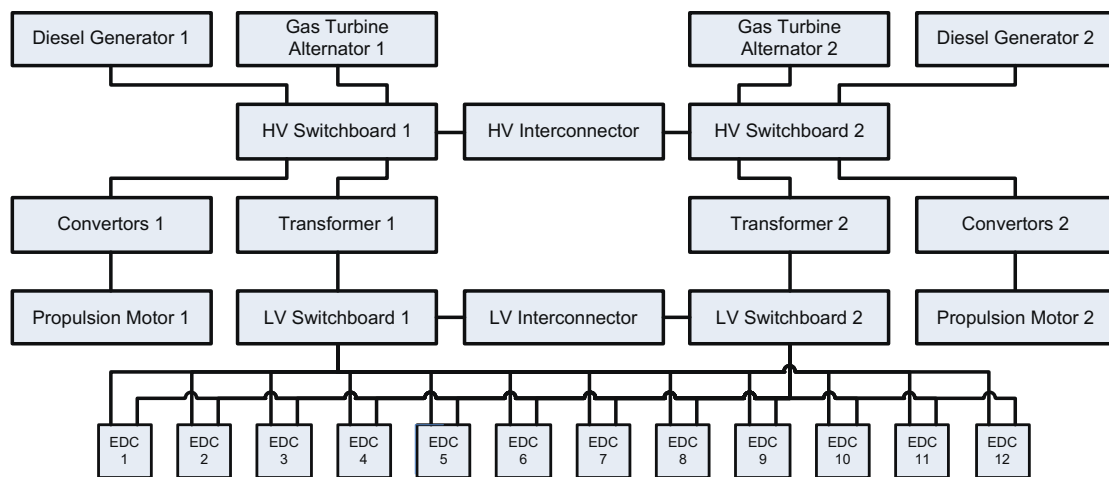 Diesel Generator 1
Gas Turbine
Alternator 1
Gas Turbine
Alternator 2
Diesel Generator 2
HV Switchboard 1
HV Interconnector
HV Switchboard 2
Convertors 1
Transformer 1
Transformer 2
Convertors 2
Propulsion Motor 1
LV Switchboard 1
LV Interconnector
LV Switchboard 2
Propulsion Motor 2
EDC
1
EDC
2
EDC
3
EDC
4
EDC
5
EDC
6
EDC
7
EDC
8
EDC
9
EDC
10
EDC
11
EDC
12